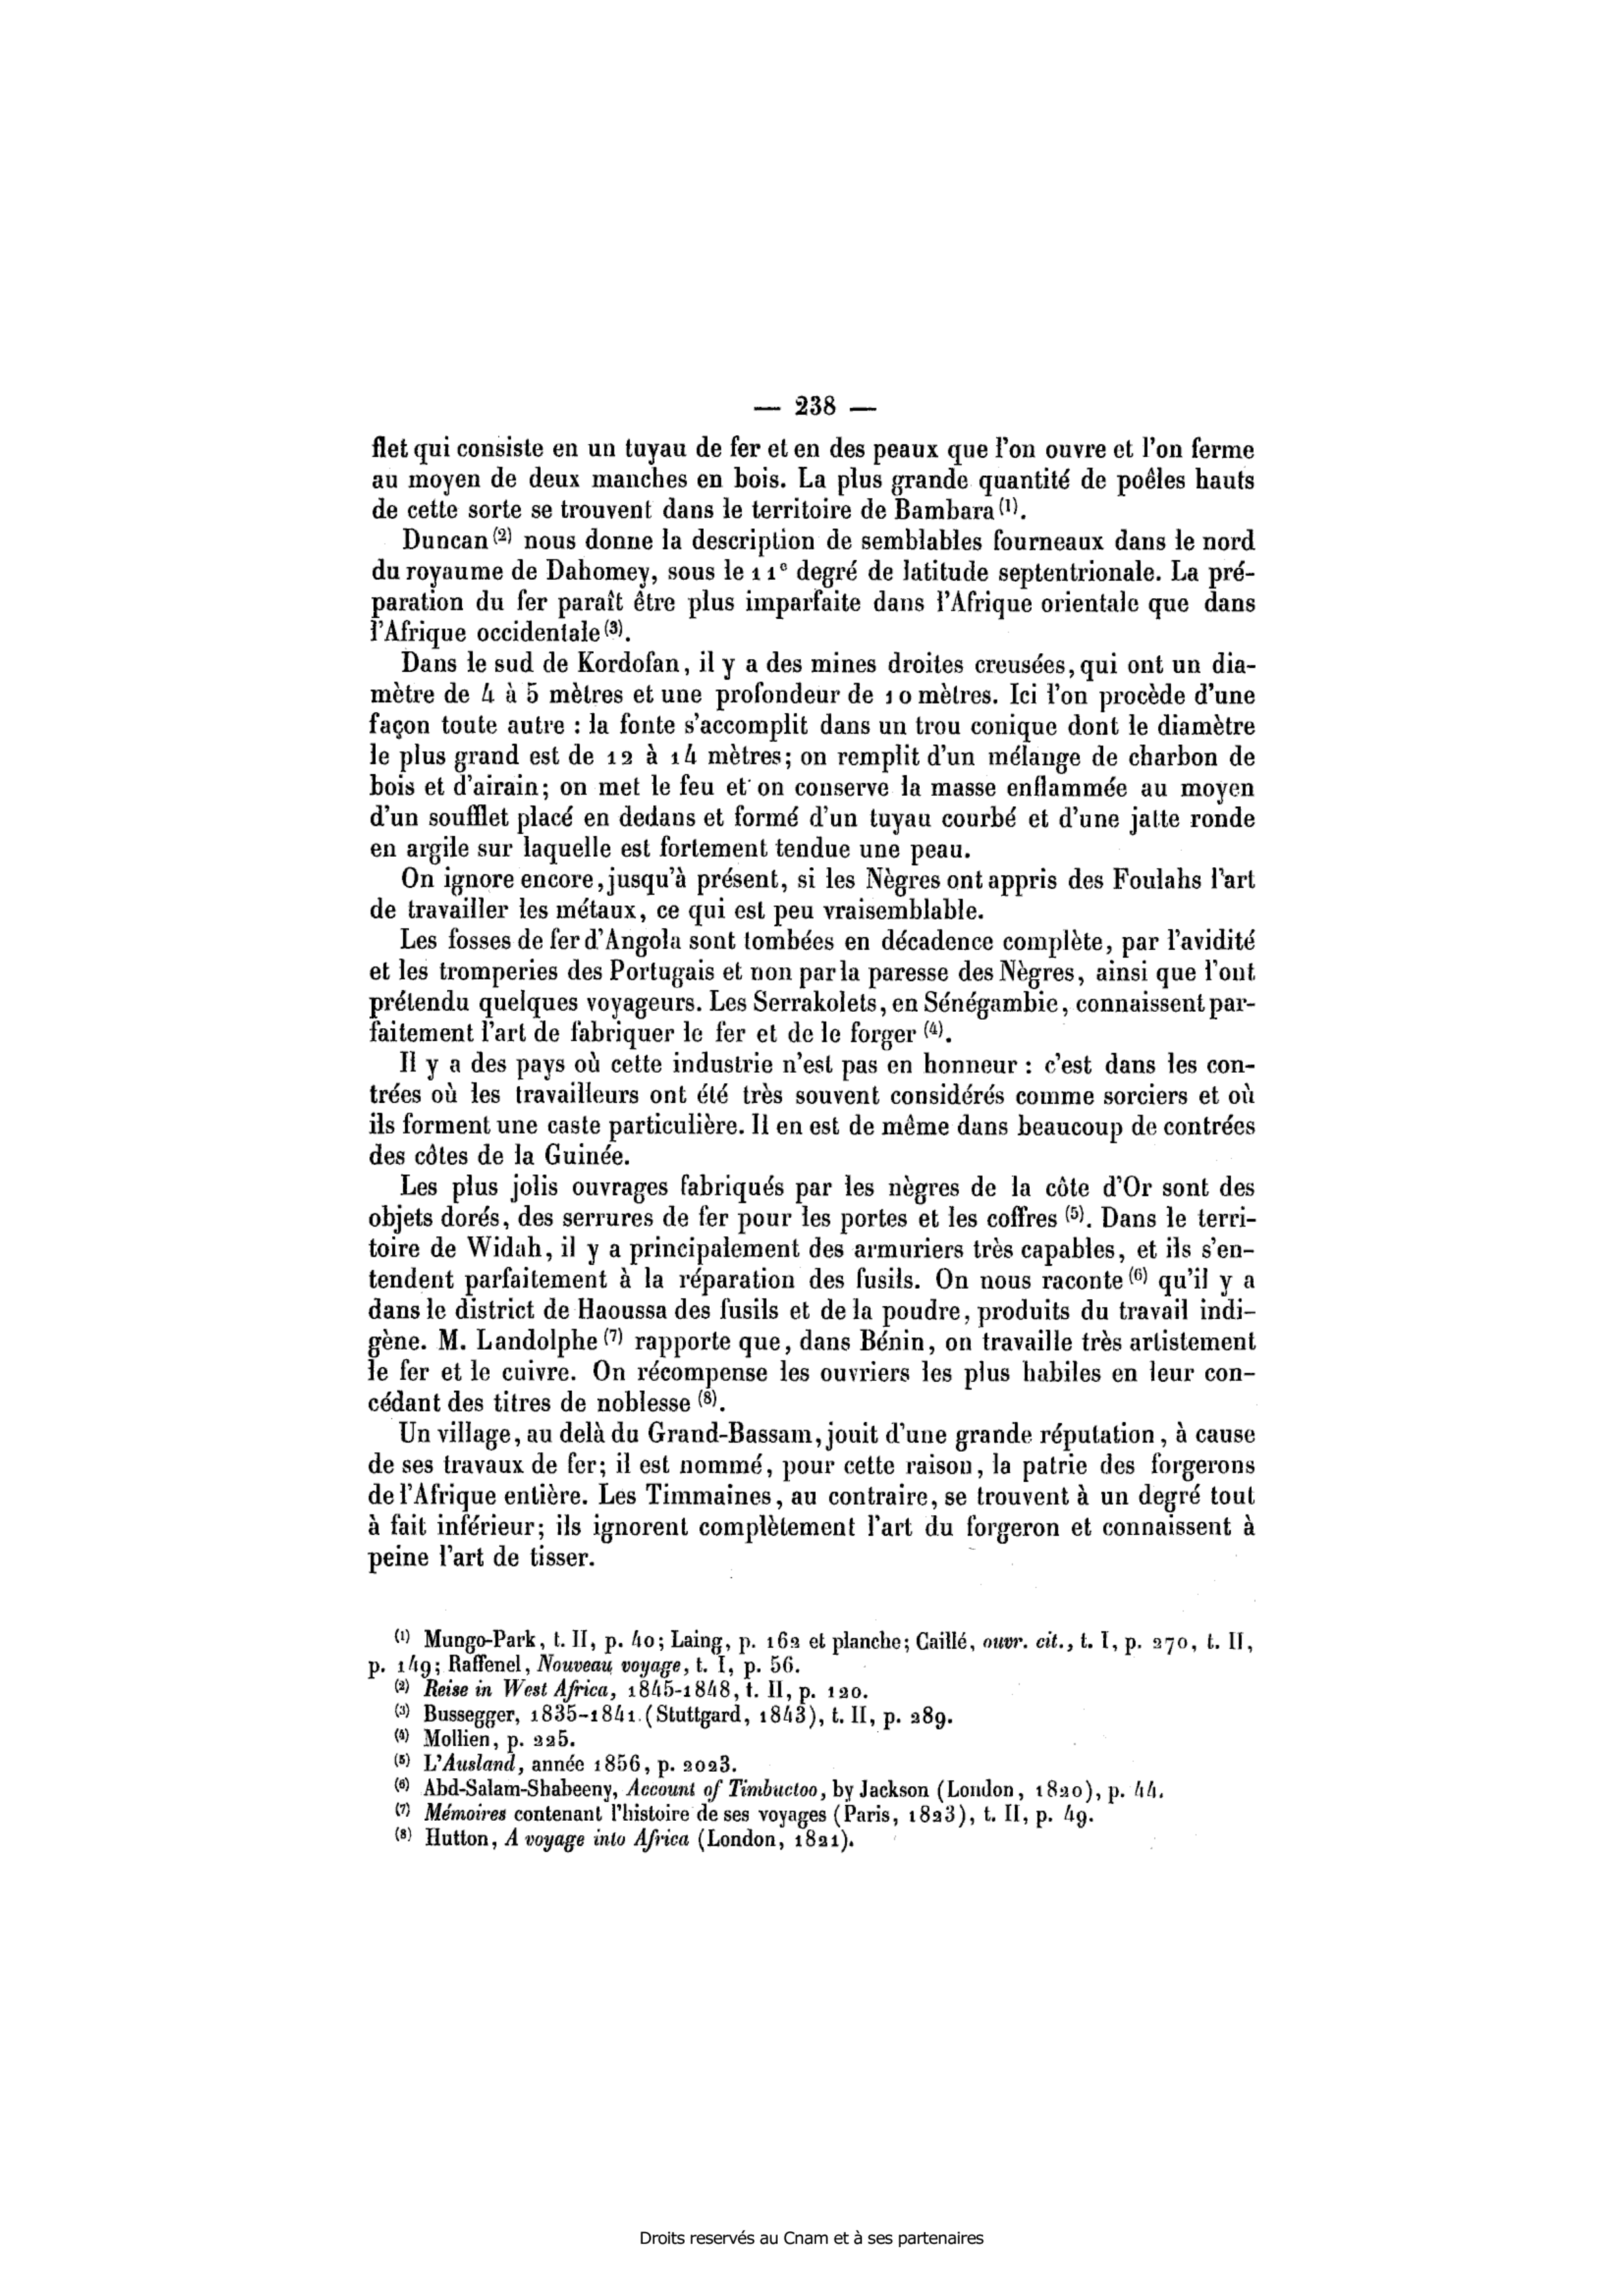 — 238 —
flet qui consiste en un tuyau de fer et en des peaux que l'on ouvre et l'on ferme
au moyen de deux manches en bois. La plus grande quantité de poêles hauts
de cette sorte se trouvent dans le territoire de Bambara (1).
Duncan (2) nous donne la description de semblables fourneaux dans le nord
du royaume de Dahomey, sous le 11e degré de latitude septentrionale. La pré-
paration du fer paraît être plus imparfaite dans l'Afrique orientale que dans
l'Afrique occidentale (3).
Dans le sud de Kordofan, il y a des mines droites creusées, qui ont un dia-
mètre de 4 à 5 mètres et une profondeur de 10 mètres. Ici l'on procède d'une
façon toute autre : la fonte s'accomplit dans un trou conique dont le diamètre
le plus grand est de 12 à 14 mètres; on remplit d'un mélange de charbon de
bois et d'airain; on met le feu et on conserve la masse enflammée au moyen
d'un soufflet placé en dedans et formé d'un tuyau courbé et d'une jatte ronde
en argile sur laquelle est fortement tendue une peau.
On ignore encore, jusqu'à présent, si les Nègres ont appris des Foulahs l'art
de travailler les métaux, ce qui est peu vraisemblable.
Les fosses de fer d'Angola sont tombées en décadence complète, par l'avidité
et les tromperies des Portugais et non par la paresse des Nègres, ainsi que l'ont
prétendu quelques voyageurs. Les Serrakolets, en Sénégambie, connaissent par-
faitement l'art de fabriquer le fer et de le forger (4).
Il y a des pays où cette industrie n'est pas en honneur : c'est dans les con-
trées où les travailleurs ont été très souvent considérés comme sorciers et où
ils forment une caste particulière. Il en est de même dans beaucoup de contrées
des côtes de la Guinée.
Les plus jolis ouvrages fabriqués par les nègres de la côte d'Or sont des
objets dorés, des serrures de fer pour les portes et les coffres (5). Dans le terri-
toire de Widah, il y a principalement des armuriers très capables, et ils s'en-
tendent parfaitement à la réparation des fusils. On nous raconte (6) qu'il y a
dans le district de Haoussa des fusils et de la poudre, produits du travail indi-
gène. M. Landolphe (7) rapporte que, dans Bénin, on travaille très artistement
le fer et le cuivre. On récompense les ouvriers les plus habiles en leur con-
cédant des titres de noblesse (8).
Un village, au delà du Grand-Bassam, jouit d'une grande réputation, à cause
de ses travaux de fer; il est nommé, pour cette raison, la patrie des forgerons
de l'Afrique entière. Les Timmaines, au contraire, se trouvent à un degré tout
à fait inférieur; ils ignorent complètement l'art du forgeron et connaissent à
peine l'art de tisser.
(1) Mungo-Park, t. II, p. 40; Laing, p. 162 et planche; Caillé, ouvr. cit., t. I, p. 270, t. II,
p. 149; Raffenel, Nouveau voyage, t. I, p. 56.
(2) Reise in West Africa, 1845-1848, t. II, p. 120.
(3) Bussegger, 1835-1841 (Stuttgard, 1843), t. II, p. 289.
(4) Mollien, p. 225.
(5) L'Ausland, année 1856, p. 2023.
(6) Abd-Salam-Shabeeny, Account of Timbuctoo, by Jackson (London, 1820), p. 44.
(7) Mémoires contenant l'histoire de ses voyages (Paris, 1823), t. II, p. 49.
(8) Hutton, A voyage into Africa (London, 1821).
Droits reservés au Cnam et à ses partenaires